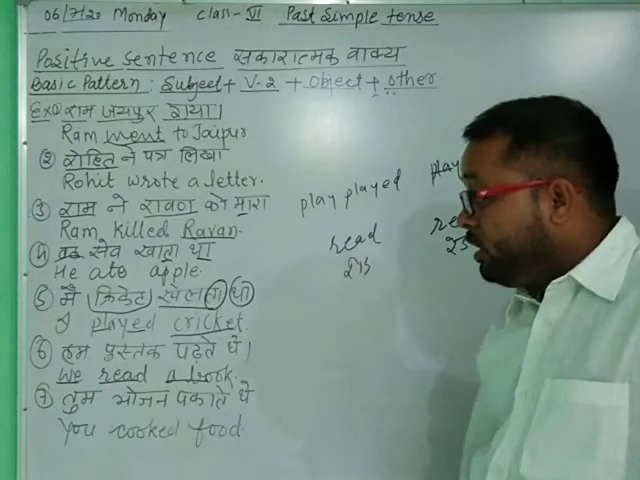 06/7/20 Monday class-VI Past Simple tense
Positive sentence सकारात्मक वाक्य
Basic Pattern: Subject + V-2 + Object + other
Ex① राम जयपुर गया।
Ram went to Jaipur.
② रोहित ने पत्र लिखा
Rohit wrote a letter.
③ राम ने रावण को मारा
Ram killed Ravan.
④ वह सेव खाता था
He ate apple.
⑤ मैं क्रिकेट खेलता था
I played cricket.
⑥ हम पुस्तक पढ़ते थे।
We read a book.
⑦ तुम भोजन पकाते थे
You cooked food.
play played play
read
रीड